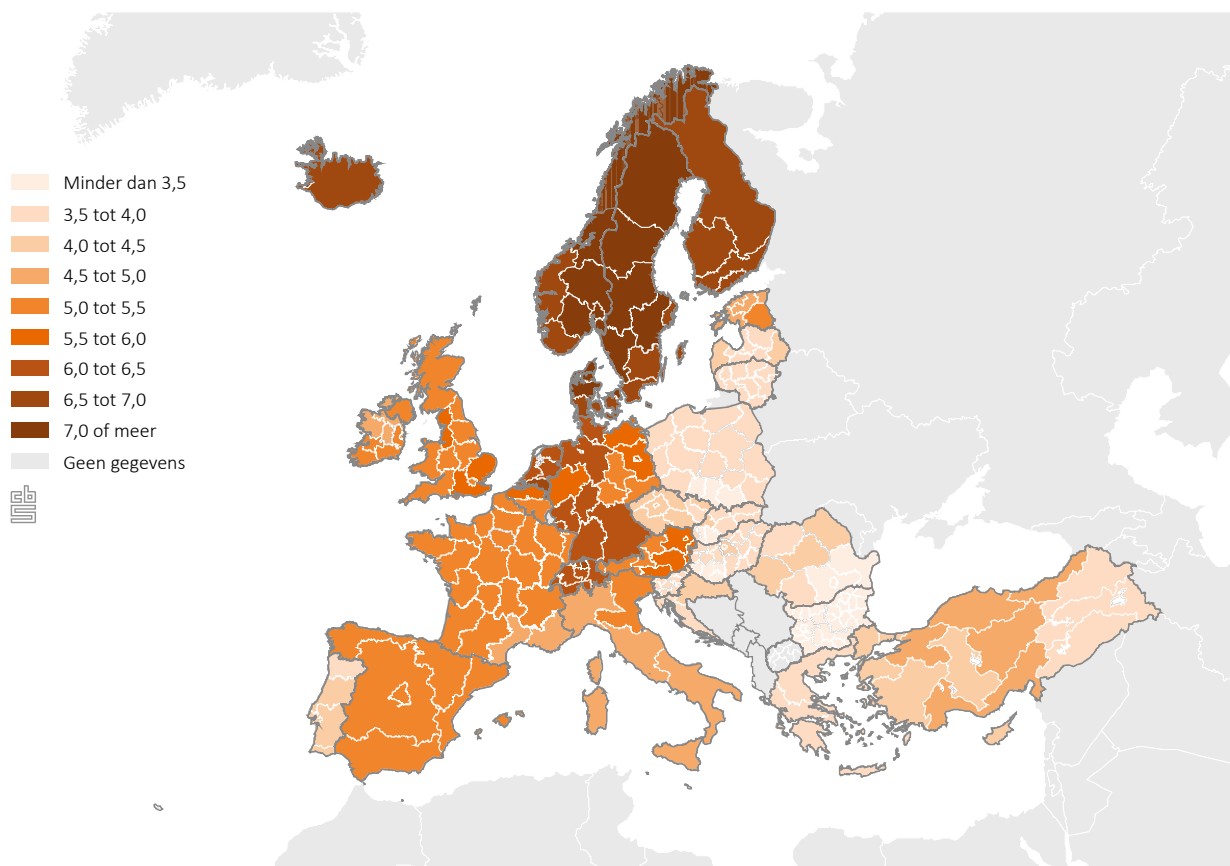 Minder dan 3,5
3,5 tot 4,0
4,0 tot 4,5
4,5 tot 5,0
5,0 tot 5,5
5,5 tot 6,0
6,0 tot 6,5
6,5 tot 7,0
7,0 of meer
Geen gegevens
cbs